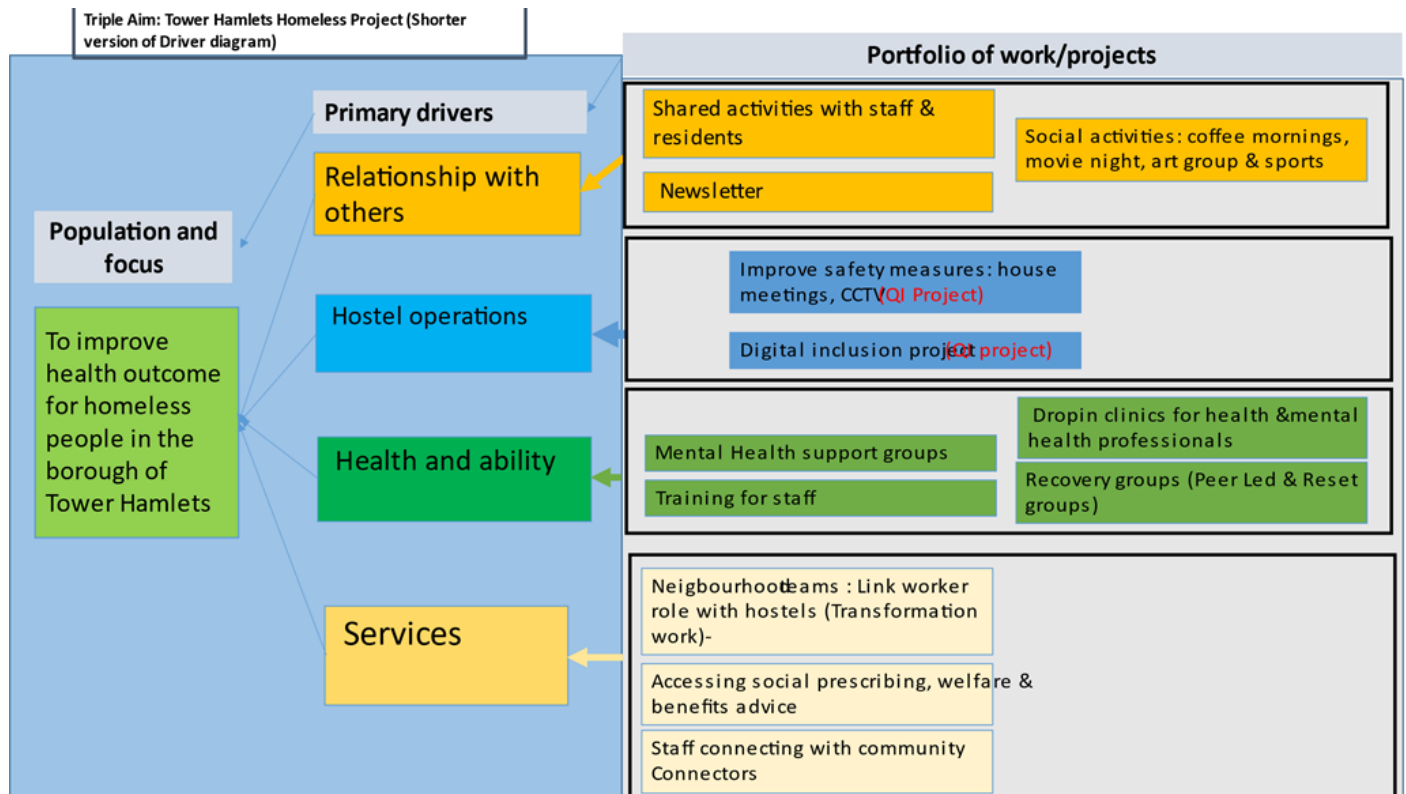 Triple Aim: Tower Hamlets Homeless Project (Shorter
version of Driver diagram)
Portfolio of work/projects
Primary drivers
Population and
focus
To improve
health outcome
for homeless
people in the
borough of
Tower Hamlets
Relationship with
others
Shared activities with staff &
residents
Newsletter
Social activities: coffee mornings,
movie night, art group & sports
Hostel operations
Improve safety measures: house
meetings, CCTV (QI Project)
Digital inclusion project (QI project)
Health and ability
Mental Health support groups
Training for staff
Dropin clinics for health &mental
health professionals
Recovery groups (Peer Led & Reset
groups)
Services
Neigbourhood teams : Link worker
role with hostels (Transformation
work)-
Accessing social prescribing, welfare &
benefits advice
Staff connecting with community
Connectors